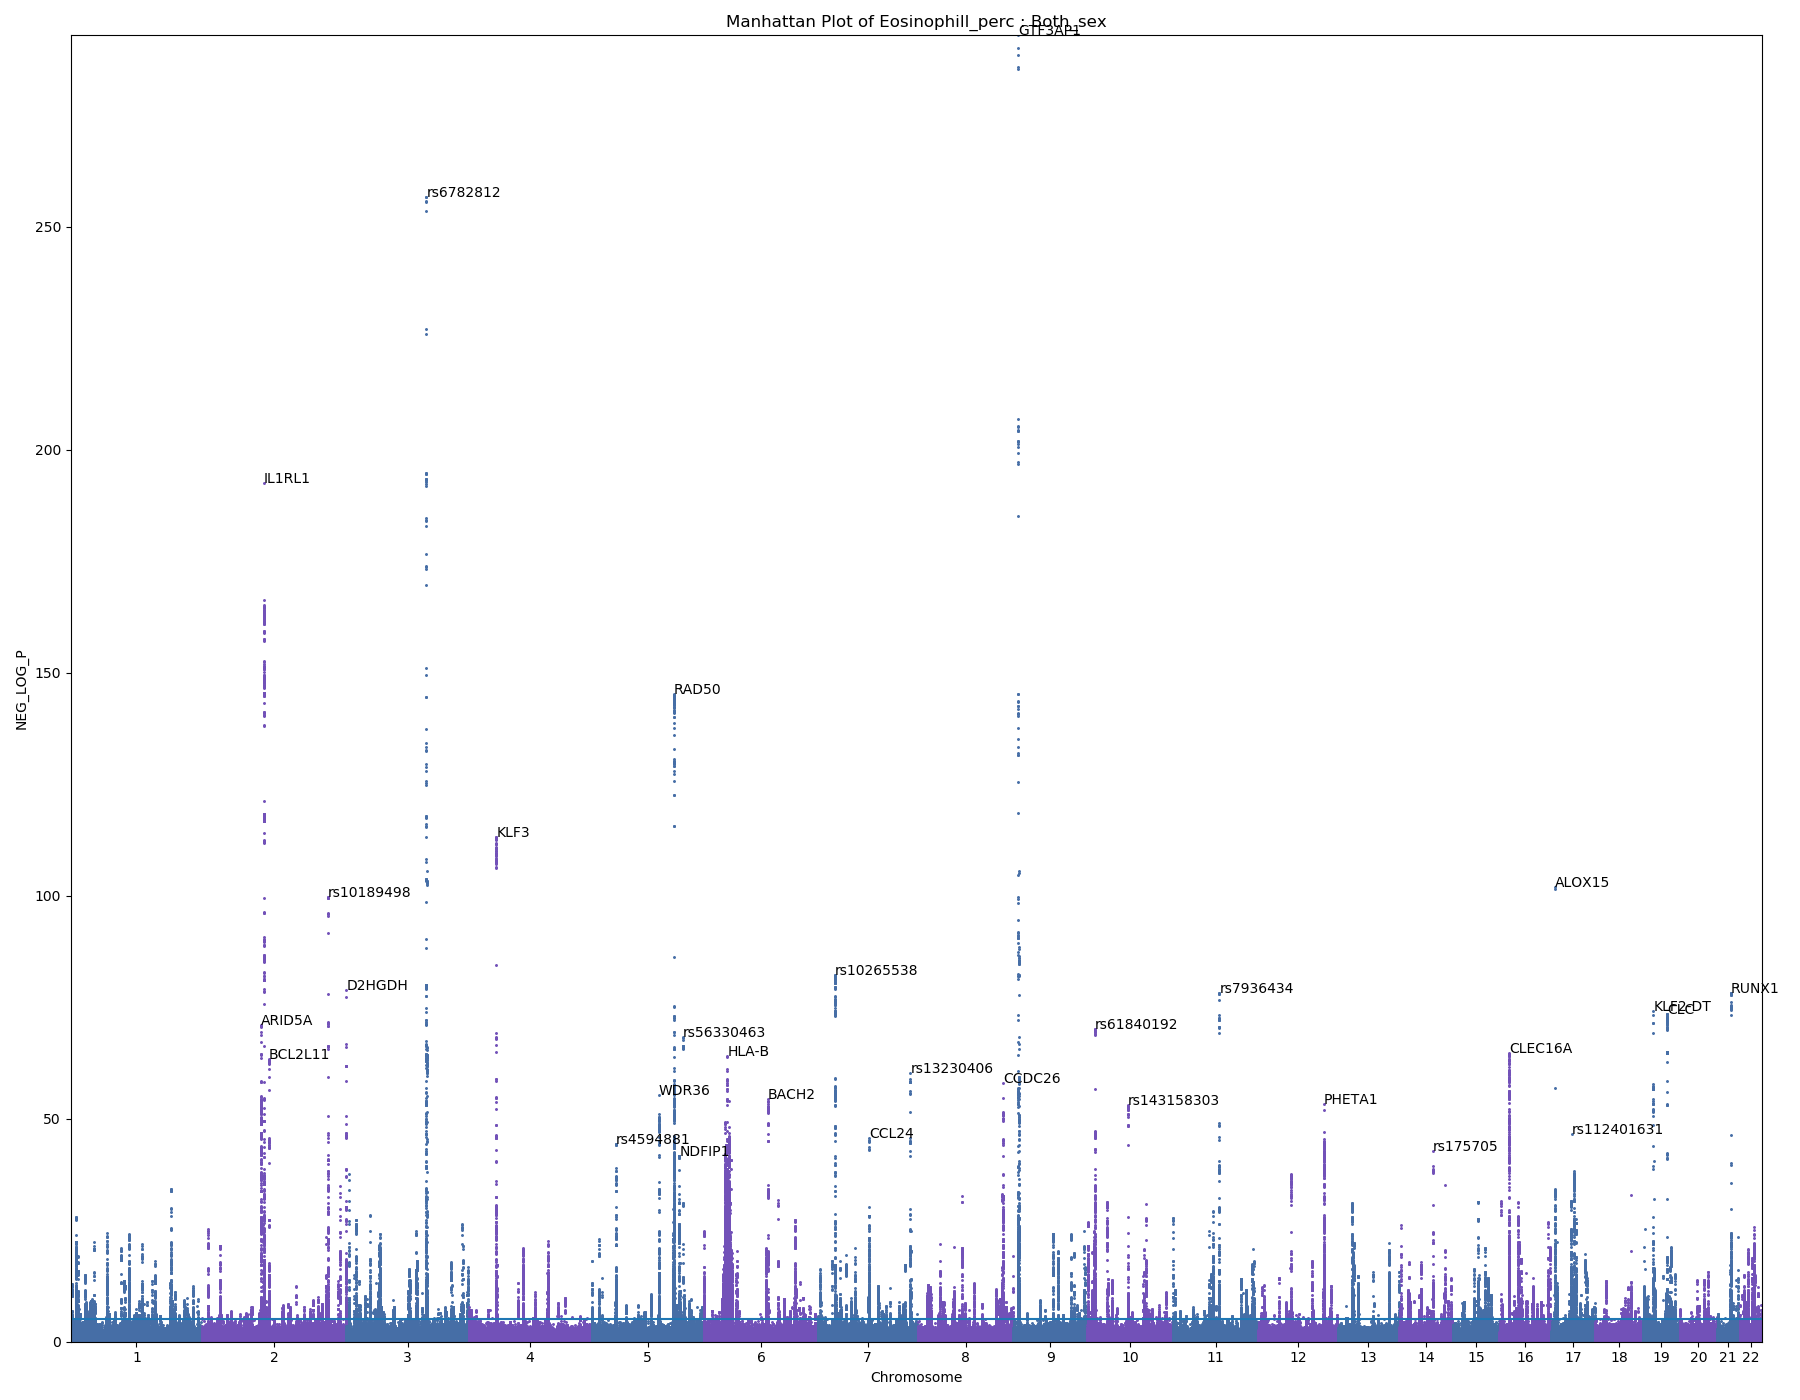 Manhattan Plot of Eosinophill_perc : Both_sex
GTF3AP1
rs6782812
250
200
IL1RL1
150
RAD50
NEG_LOG_P
KLF3
100
rs10189498
ALOX15
rs10265538
D2HGDH
rs7936434
RUNX1
KLF2-DT
CLC
ARID5A
rs61840192
rs56330463
BCL2L11
HLA-B
CLEC16A
rs13230406
CCDC26
WDR36
BACH2
rs143158303
PHETA1
50
rs4594881
CCL24
rs112401631
NDFIP1
rs175705
0
1 2 3 4 5 6 7 8 9 10 11 12 13 14 15 16 17 18 19 20 21 22
Chromosome